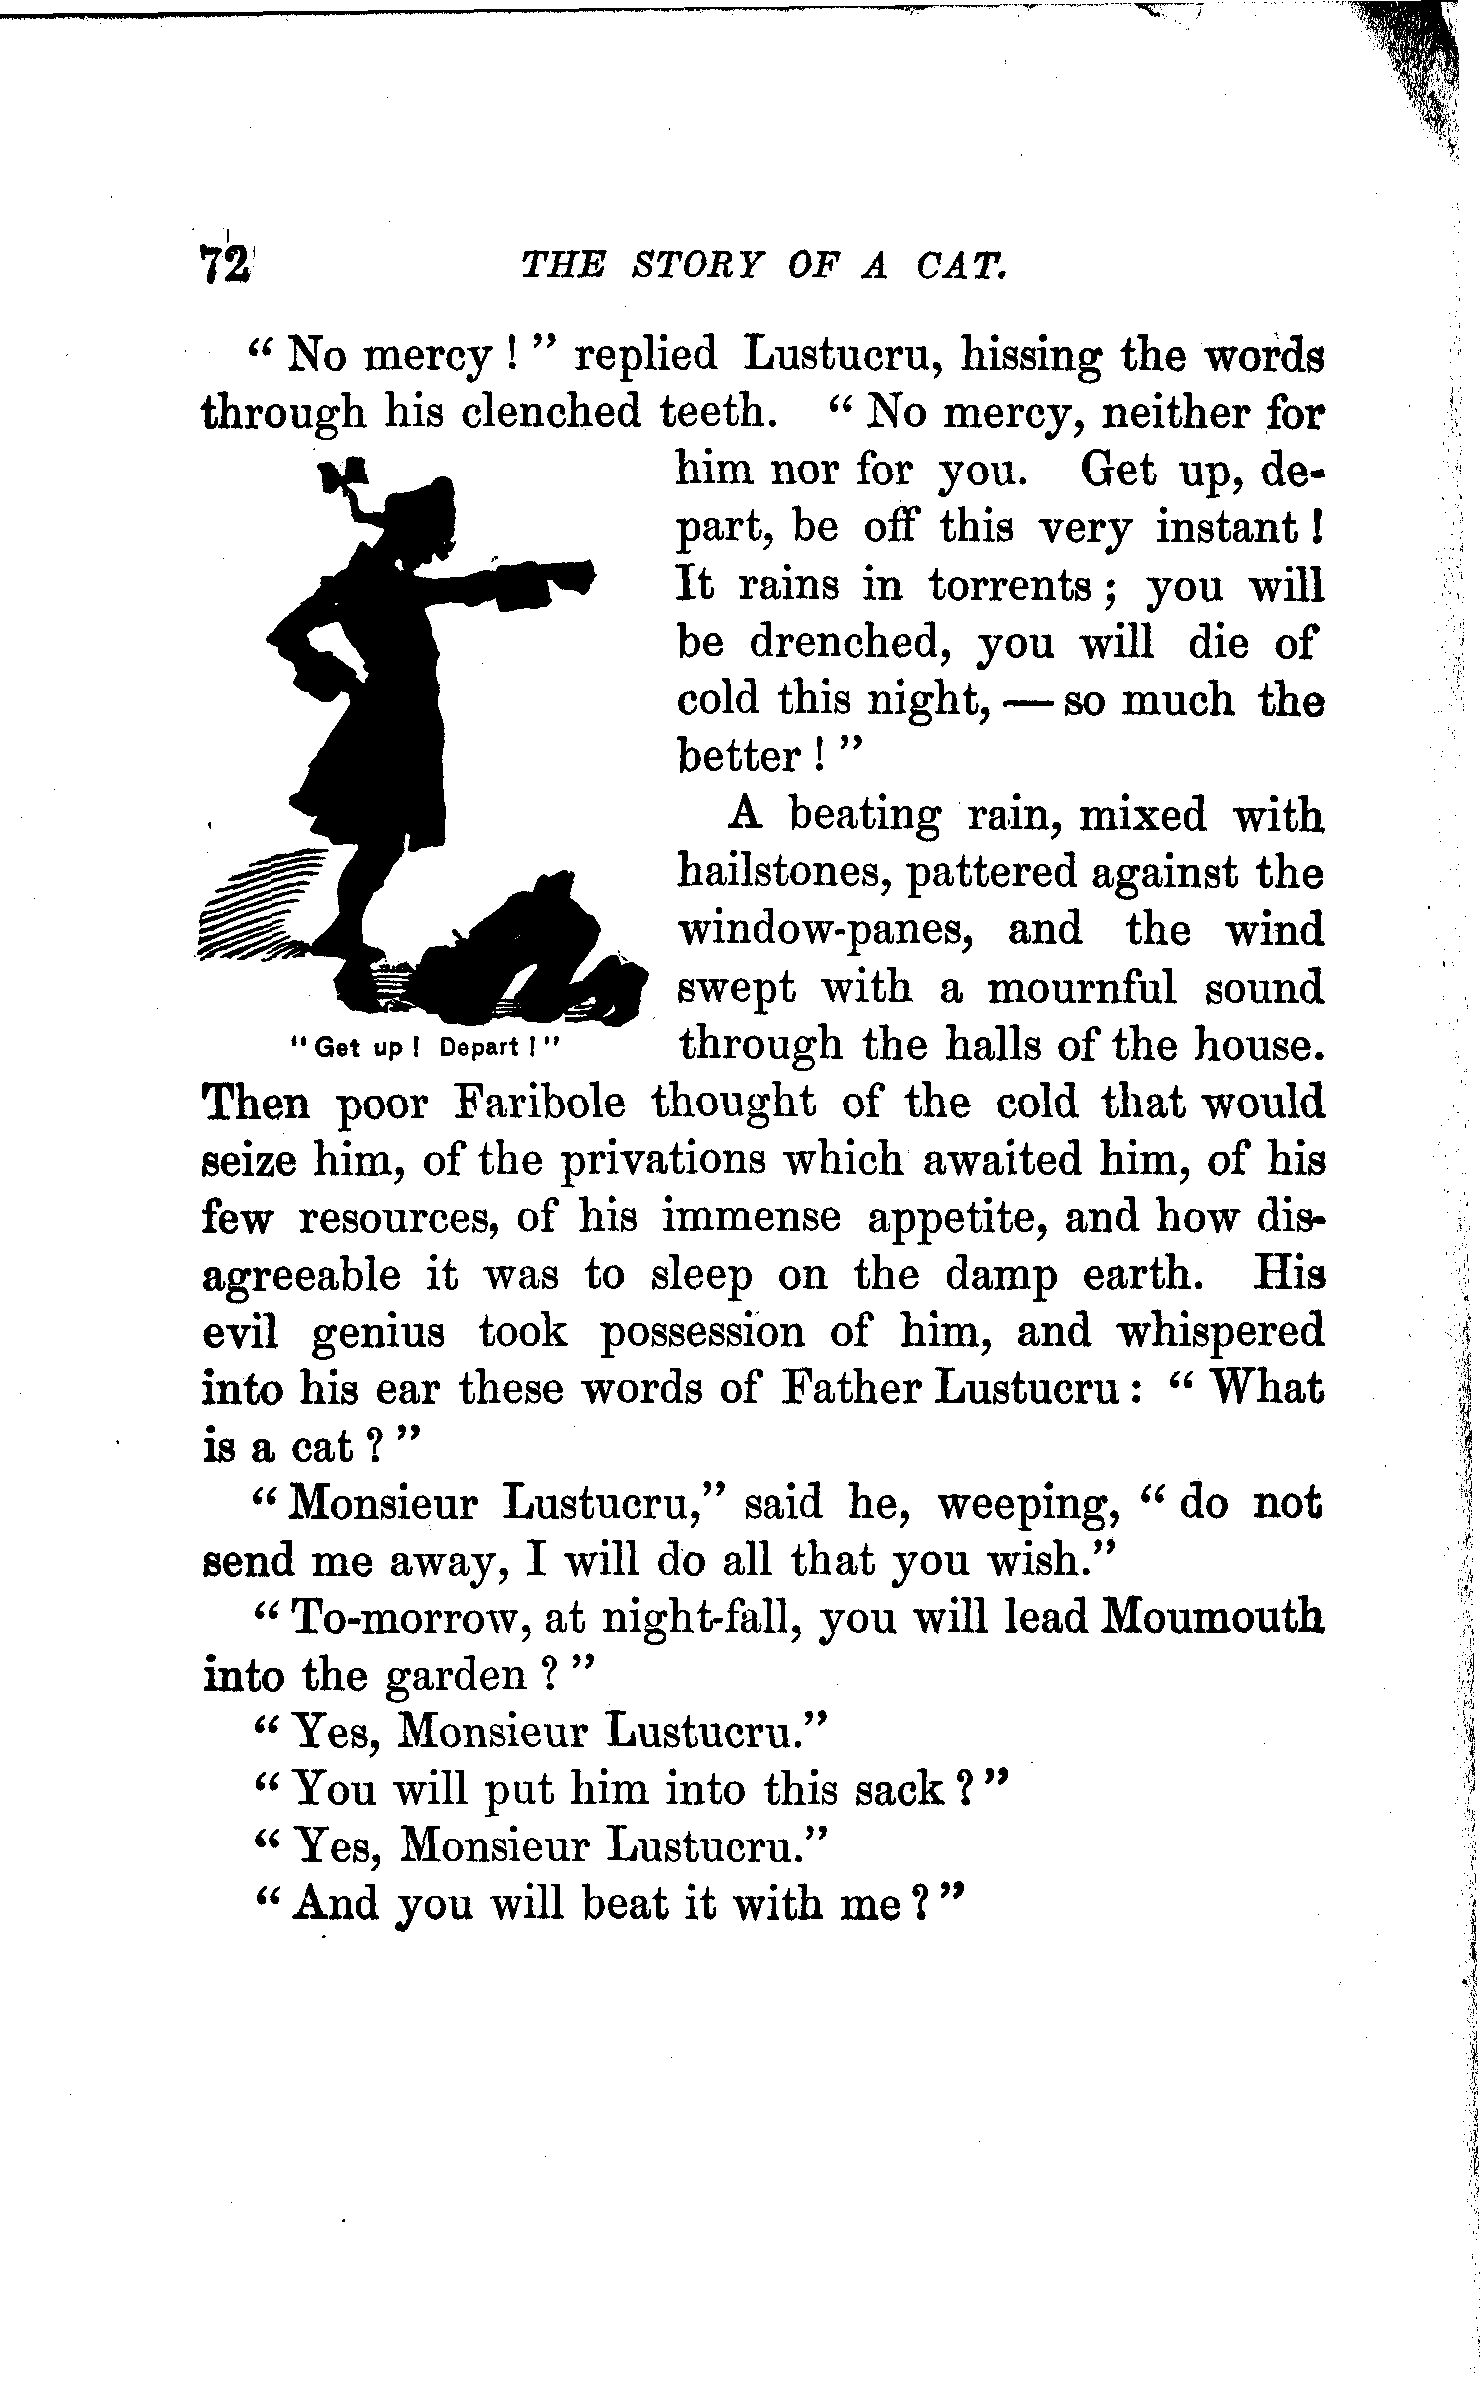 72 THE STORY OF A CAT.
“ No mercy ! ” replied Lustucru, hissing the words
through his clenched teeth. “ No mercy, neither for
him nor for you. Get up, de-
part, be off this very instant !
It rains in torrents ; you will
be drenched, you will die of
cold this night, — so much the
better ! ”
A beating rain, mixed with
hailstones, pattered against the
window-panes, and the wind
swept with a mournful sound
through the halls of the house.
"Get up ! Depart !"
Then poor Faribole thought of the cold that would
seize him, of the privations which awaited him, of his
few resources, of his immense appetite, and how dis-
agreeable it was to sleep on the damp earth. His
evil genius took possession of him, and whispered
into his ear these words of Father Lustucru : “ What
is a cat ? ”
“ Monsieur Lustucru,” said he, weeping, “ do not
send me away, I will do all that you wish.”
“ To-morrow, at night-fall, you will lead Moumouth
into the garden ? ”
“ Yes, Monsieur Lustucru.”
“ You will put him into this sack ? ”
“ Yes, Monsieur Lustucru.”
“ And you will beat it with me ? ”